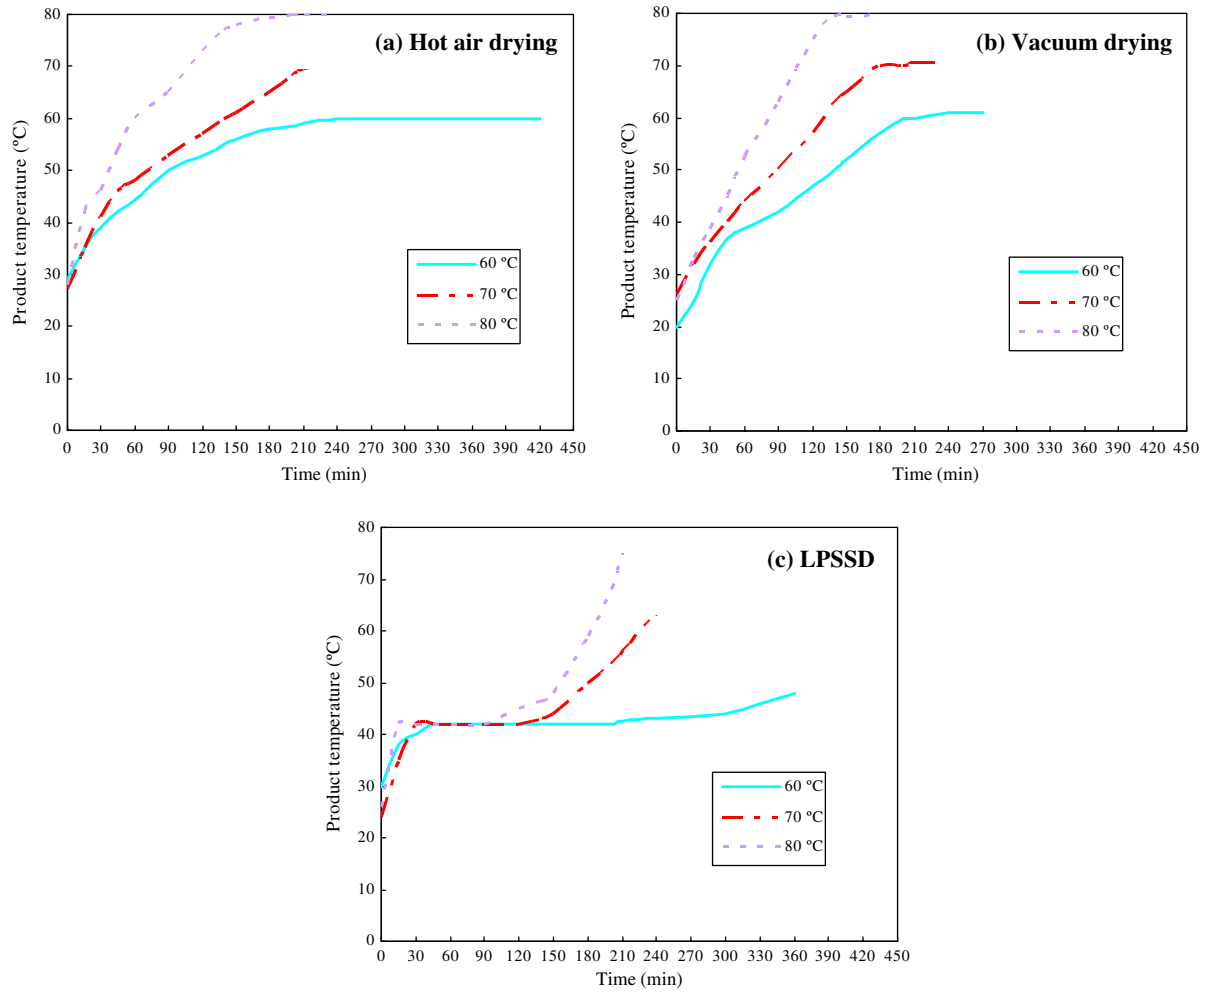 (a) Hot air drying
80
70
60
50
40
30
20
10
0
Product temperature (ºC)
60 ºC
70 ºC
80 ºC
0 30 60 90 120 150 180 210 240 270 300 330 360 390 420 450
Time (min)
(b) Vacuum drying
80
70
60
50
40
30
20
10
0
Product temperature (ºC)
60 ºC
70 ºC
80 ºC
0 30 60 90 120 150 180 210 240 270 300 330 360 390 420 450
Time (min)
(c) LPSSD
80
70
60
50
40
30
20
10
0
Product temperature (ºC)
60 ºC
70 ºC
80 ºC
0 30 60 90 120 150 180 210 240 270 300 330 360 390 420 450
Time (min)